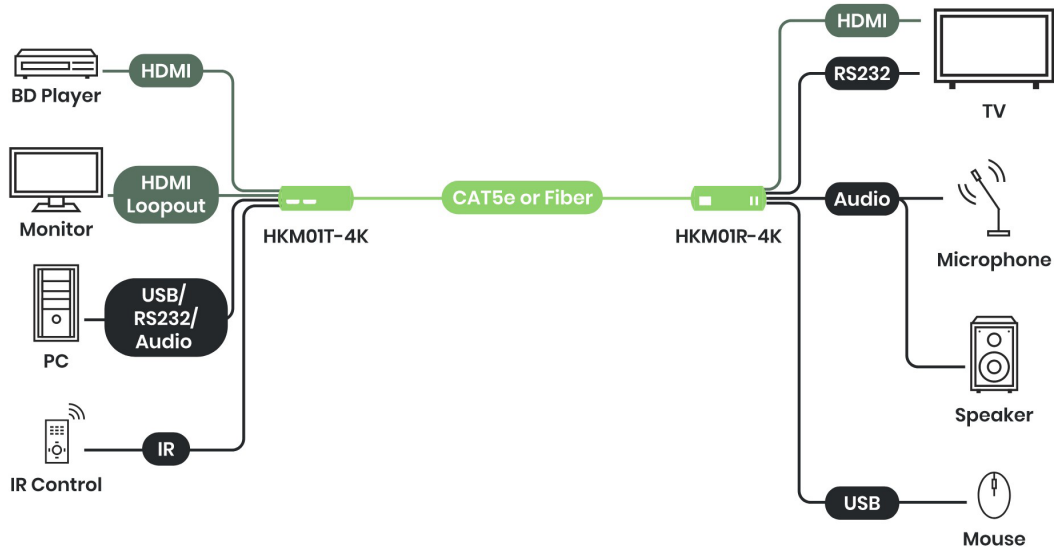 HDMI
BD Player
HDMI
Loopout
Monitor
USB/
RS232/
Audio
PC
IR
IR Control
HKM01T-4K
CAT5e or Fiber
HKM01R-4K
HDMI
RS232
TV
Audio
Microphone
Speaker
USB
Mouse